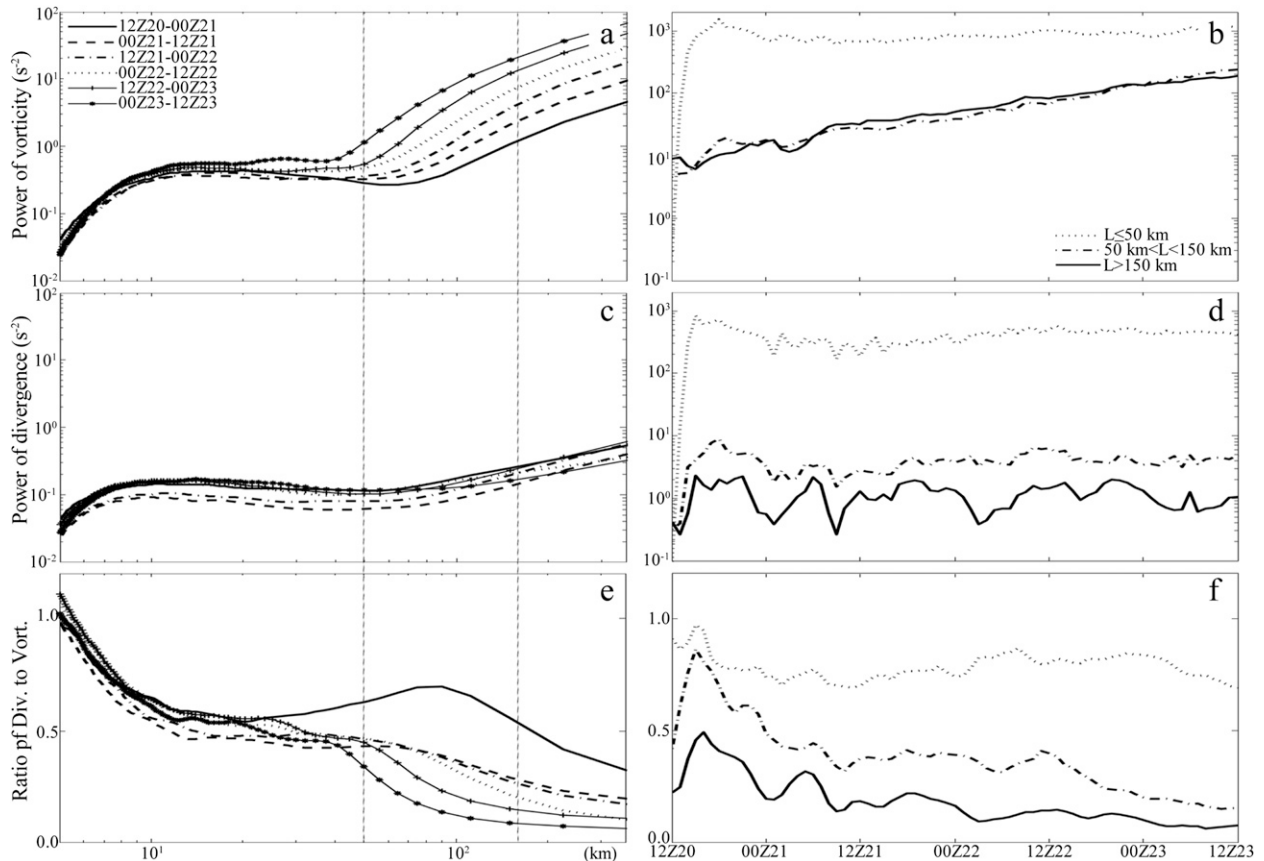 10²
10¹
10⁰
10⁻¹
10⁻²
Power of vorticity (s⁻²)
12Z20-00Z21
00Z21-12Z21
12Z21-00Z22
00Z22-12Z22
12Z22-00Z23
00Z23-12Z23
a
10³
10²
10¹
10⁰
10⁻¹
b
L≤50 km
50 km<L<150 km
L>150 km
10²
10¹
10⁰
10⁻¹
10⁻²
Power of divergence (s⁻²)
c
10³
10²
10¹
10⁰
10⁻¹
d
1.0
0.5
0.0
Ratio pf Div. to Vort.
e
10¹
10²
(km)
1.0
0.5
0.0
f
12Z20
00Z21
12Z21
00Z22
12Z22
00Z23
12Z23